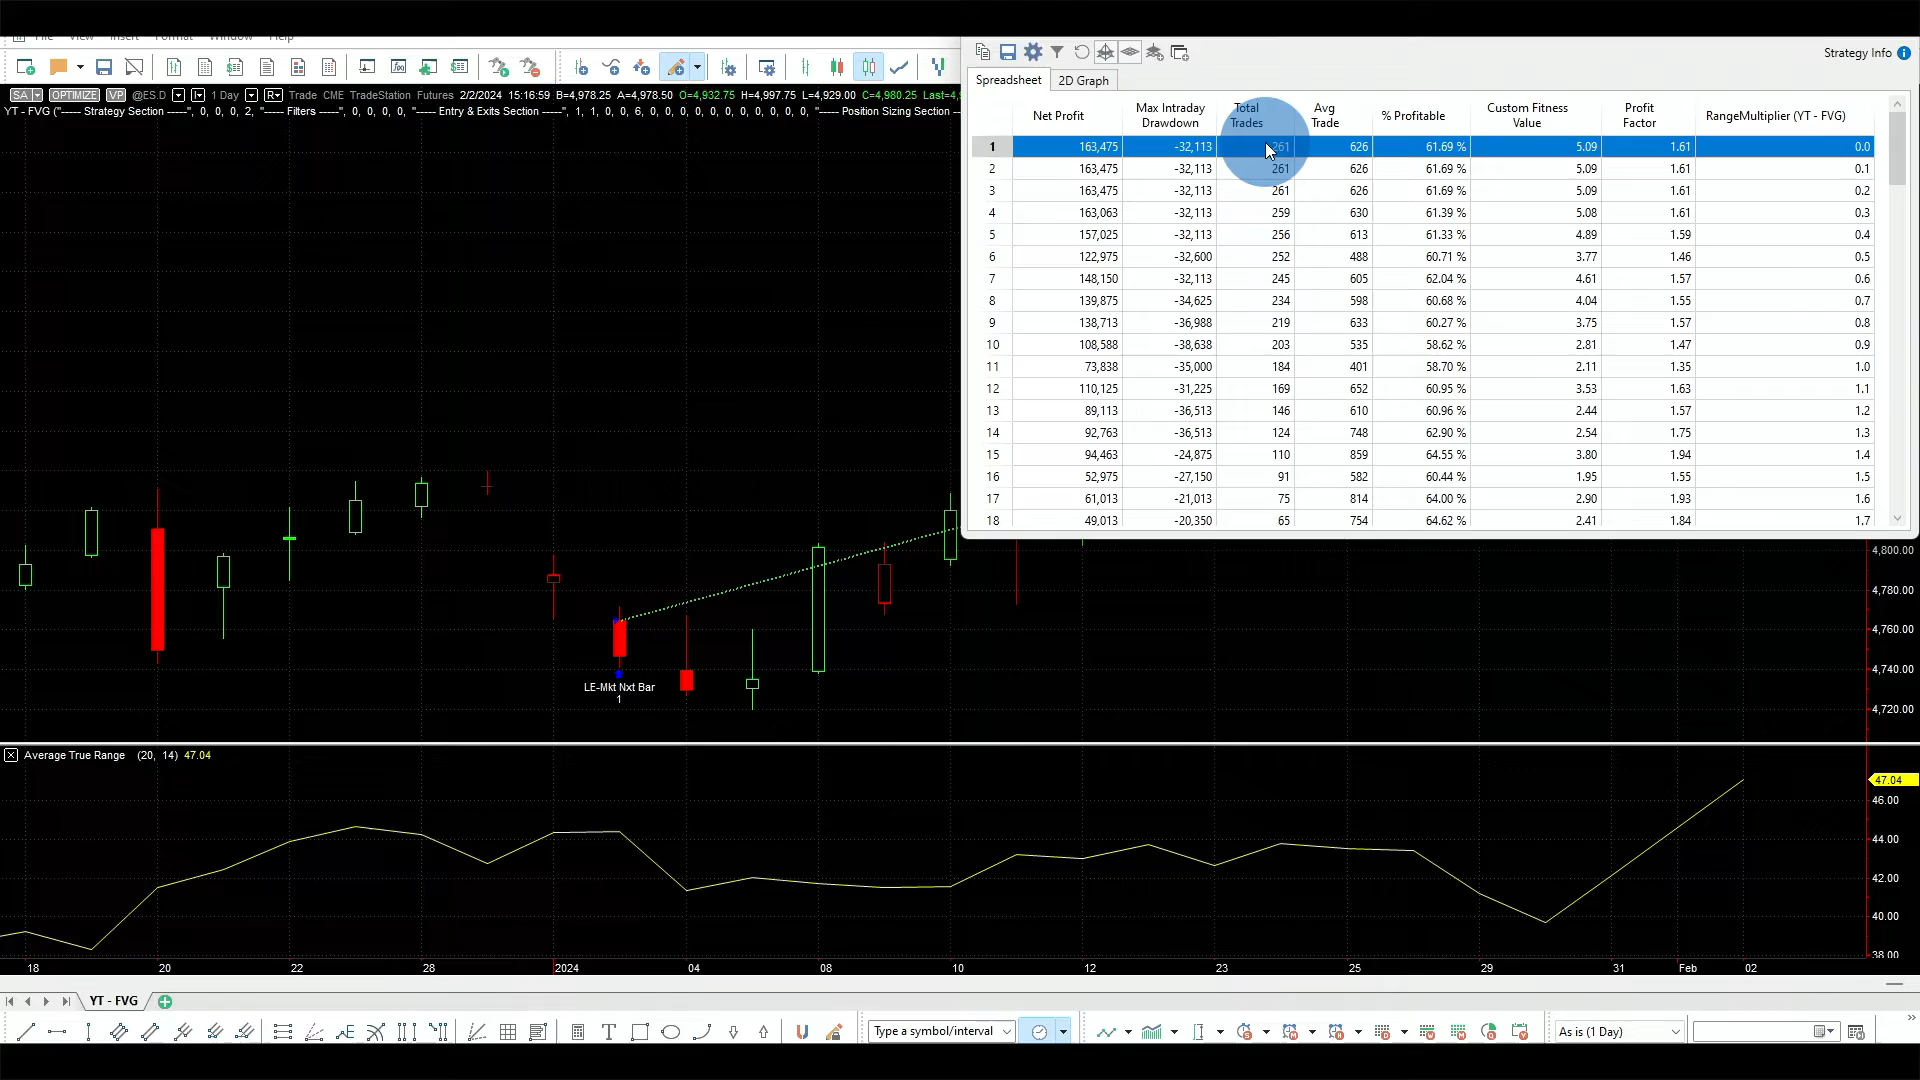 File View Insert Format Window Help
SA OPTIMIZE VP @ES.D 1 Day R Trade CME TradeStation Futures 2/2/2024 15:16:59 B=4,978.25 A=4,978.50 O=4,932.75 H=4,997.75 L=4,929.00 C=4,980.25
YT - FVG ("----- Strategy Section -----", 0, 0, 0, 2, "----- Filters -----", 0, 0, 0, 0, "----- Entry & Exits Section -----", 1, 1, 0, 0, 6, 0, 0, 0, 0, 0, 0, 0, 0, 0, "----- Position Sizing Section --
Strategy Info
Spreadsheet 2D Graph
Net Profit Max Intraday Drawdown Total Trades Avg Trade % Profitable Custom Fitness Value Profit Factor RangeMultiplier (YT - FVG)
1 163,475 -32,113 261 626 61.69 % 5.09 1.61 0.0
2 163,475 -32,113 261 626 61.69 % 5.09 1.61 0.1
3 163,475 -32,113 261 626 61.69 % 5.09 1.61 0.2
4 163,063 -32,113 259 630 61.39 % 5.08 1.61 0.3
5 157,025 -32,113 256 613 61.33 % 4.89 1.59 0.4
6 122,975 -32,600 252 488 60.71 % 3.77 1.46 0.5
7 148,150 -32,113 245 605 62.04 % 4.61 1.57 0.6
8 139,875 -34,625 234 598 60.68 % 4.04 1.55 0.7
9 138,713 -36,988 219 633 60.27 % 3.75 1.57 0.8
10 108,588 -38,638 203 535 58.62 % 2.81 1.47 0.9
11 73,838 -35,000 184 401 58.70 % 2.11 1.35 1.0
12 110,125 -31,225 169 652 60.95 % 3.53 1.63 1.1
13 89,113 -36,513 146 610 60.96 % 2.44 1.57 1.2
14 92,763 -36,513 124 748 62.90 % 2.54 1.75 1.3
15 94,463 -24,875 110 859 64.55 % 3.80 1.94 1.4
16 52,975 -27,150 91 582 60.44 % 1.95 1.55 1.5
17 61,013 -21,013 75 814 64.00 % 2.90 1.93 1.6
18 49,013 -20,350 65 754 64.62 % 2.41 1.84 1.7
4,800.00
4,780.00
4,760.00
4,740.00
4,720.00
LE-Mkt Nxt Bar
1
Average True Range (20, 14) 47.04
47.04
46.00
44.00
42.00
40.00
38.00
18 20 22 28 2024 04 08 10 12 23 25 29 31 Feb 02
YT - FVG
Type a symbol/interval
As is (1 Day)